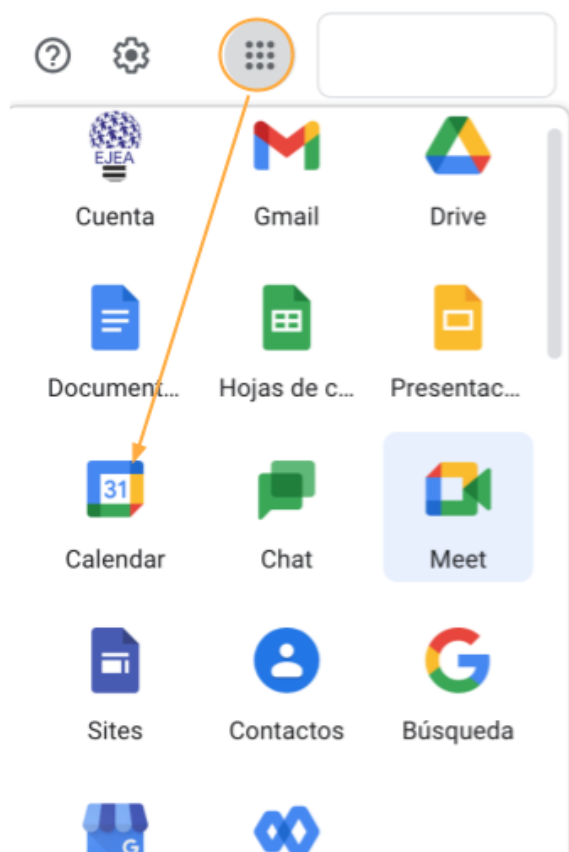 EJEA
Cuenta Gmail Drive
Document... Hojas de c... Presentac...
31
Calendar Chat Meet
Sites Contactos Búsqueda
G